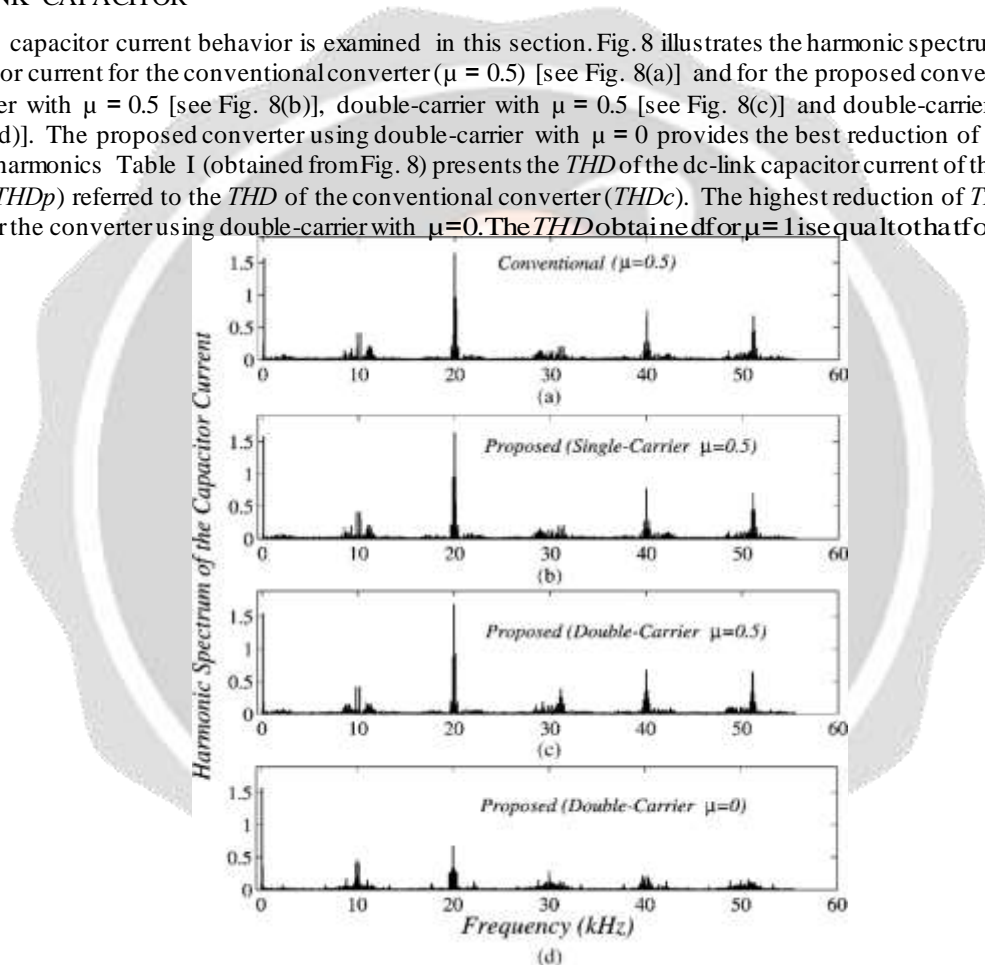 NK CAPACITOR
capacitor current behavior is examined in this section. Fig. 8 illustrates the harmonic spectru
or current for the conventional converter (μ = 0.5) [see Fig. 8(a)] and for the proposed conve
er with μ = 0.5 [see Fig. 8(b)], double-carrier with μ = 0.5 [see Fig. 8(c)] and double-carrier
d)]. The proposed converter using double-carrier with μ = 0 provides the best reduction of
harmonics Table I (obtained from Fig. 8) presents the THD of the dc-link capacitor current of th
THDp) referred to the THD of the conventional converter (THDc). The highest reduction of T
r the converter using double-carrier with μ=0. The THD obtained for μ= 1 is equal to that fo
Harmonic Spectrum of the Capacitor Current
Conventional (μ=0.5)
1.5
1
0.5
0
0 10 20 30 40 50 60
(a)
Proposed (Single-Carrier μ=0.5)
1.5
1
0.5
0
0 10 20 30 40 50 60
(b)
Proposed (Double-Carrier μ=0.5)
1.5
1
0.5
0
0 10 20 30 40 50 60
(c)
Proposed (Double-Carrier μ=0)
1.5
1
0.5
0
0 10 20 30 40 50 60
Frequency (kHz)
(d)